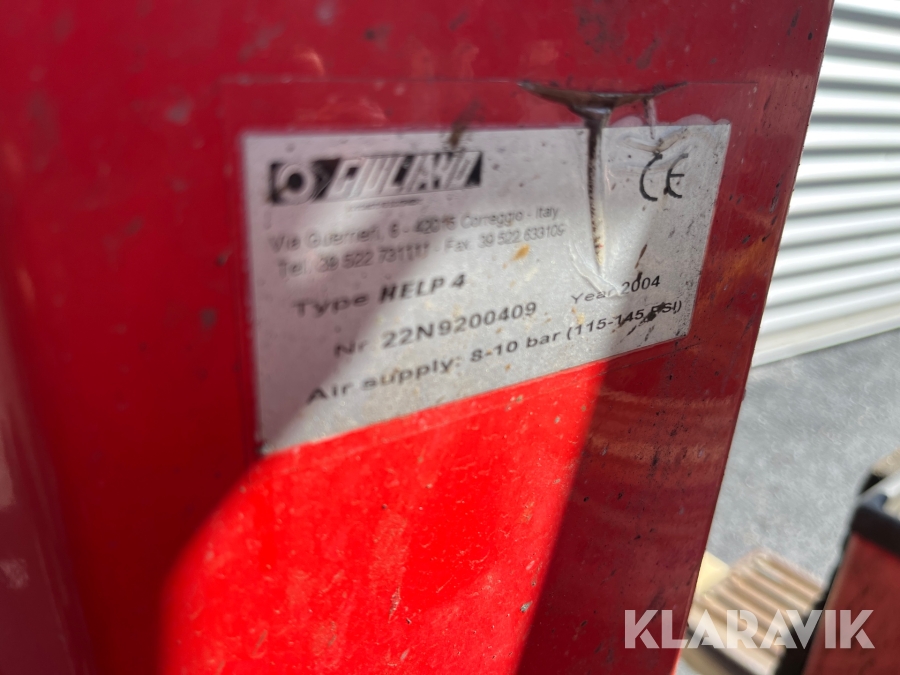 GIULIANO
CE
Via Guerrieri, 6 - 42015 Correggio - Italy
Tel. 39 522 731111 - Fax. 39 522 633109
Type HELP 4
Nr 22N9200409 Year 2004
Air supply: 8-10 bar (115-145 PSI)
KLARAVIK